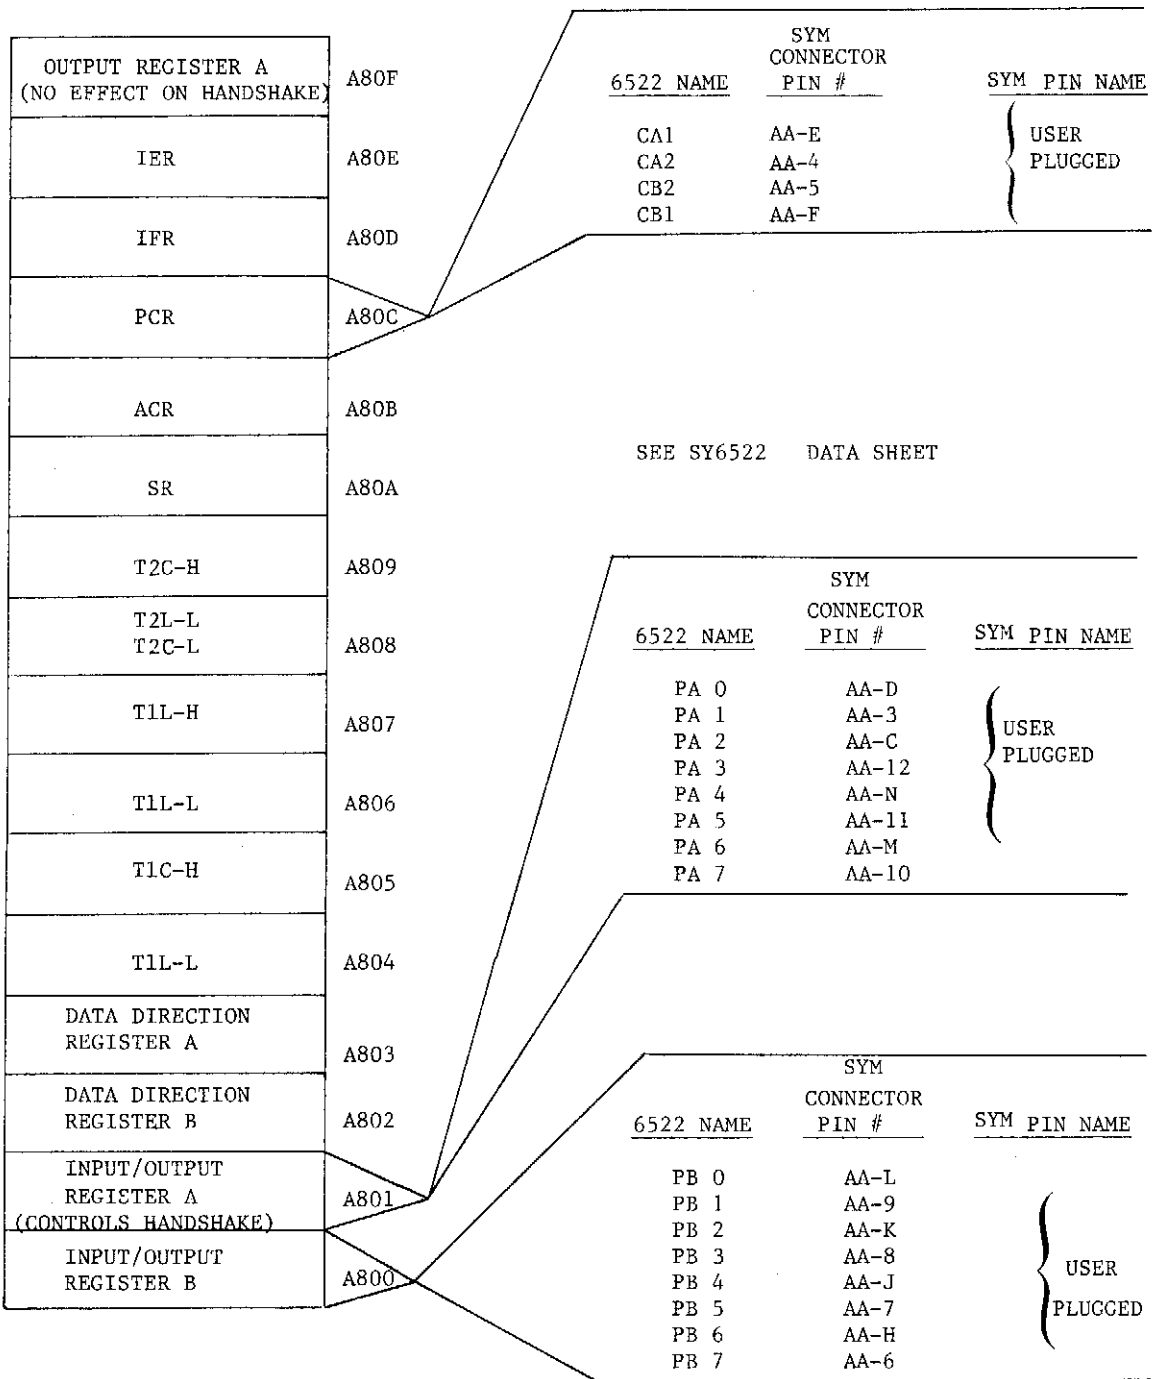 OUTPUT REGISTER A
(NO EFFECT ON HANDSHAKE)
A80F
IER
A80E
IFR
A80D
PCR
A80C
ACR
A80B
SR
A80A
T2C-H
A809
T2L-L
T2C-L
A808
T1L-H
A807
T1L-L
A806
T1C-H
A805
T1L-L
A804
DATA DIRECTION
REGISTER A
A803
DATA DIRECTION
REGISTER B
A802
INPUT/OUTPUT
REGISTER A
(CONTROLS HANDSHAKE)
A801
INPUT/OUTPUT
REGISTER B
A800
SYM
CONNECTOR
6522 NAME PIN # SYM PIN NAME
CA1 AA-E USER
CA2 AA-4 PLUGGED
CB2 AA-5
CB1 AA-F
SEE SY6522 DATA SHEET
SYM
CONNECTOR
6522 NAME PIN # SYM PIN NAME
PA 0 AA-D
PA 1 AA-3 USER
PA 2 AA-C PLUGGED
PA 3 AA-12
PA 4 AA-N
PA 5 AA-11
PA 6 AA-M
PA 7 AA-10
SYM
CONNECTOR
6522 NAME PIN # SYM PIN NAME
PB 0 AA-L
PB 1 AA-9
PB 2 AA-K
PB 3 AA-8 USER
PB 4 AA-J
PB 5 AA-7 PLUGGED
PB 6 AA-H
PB 7 AA-6